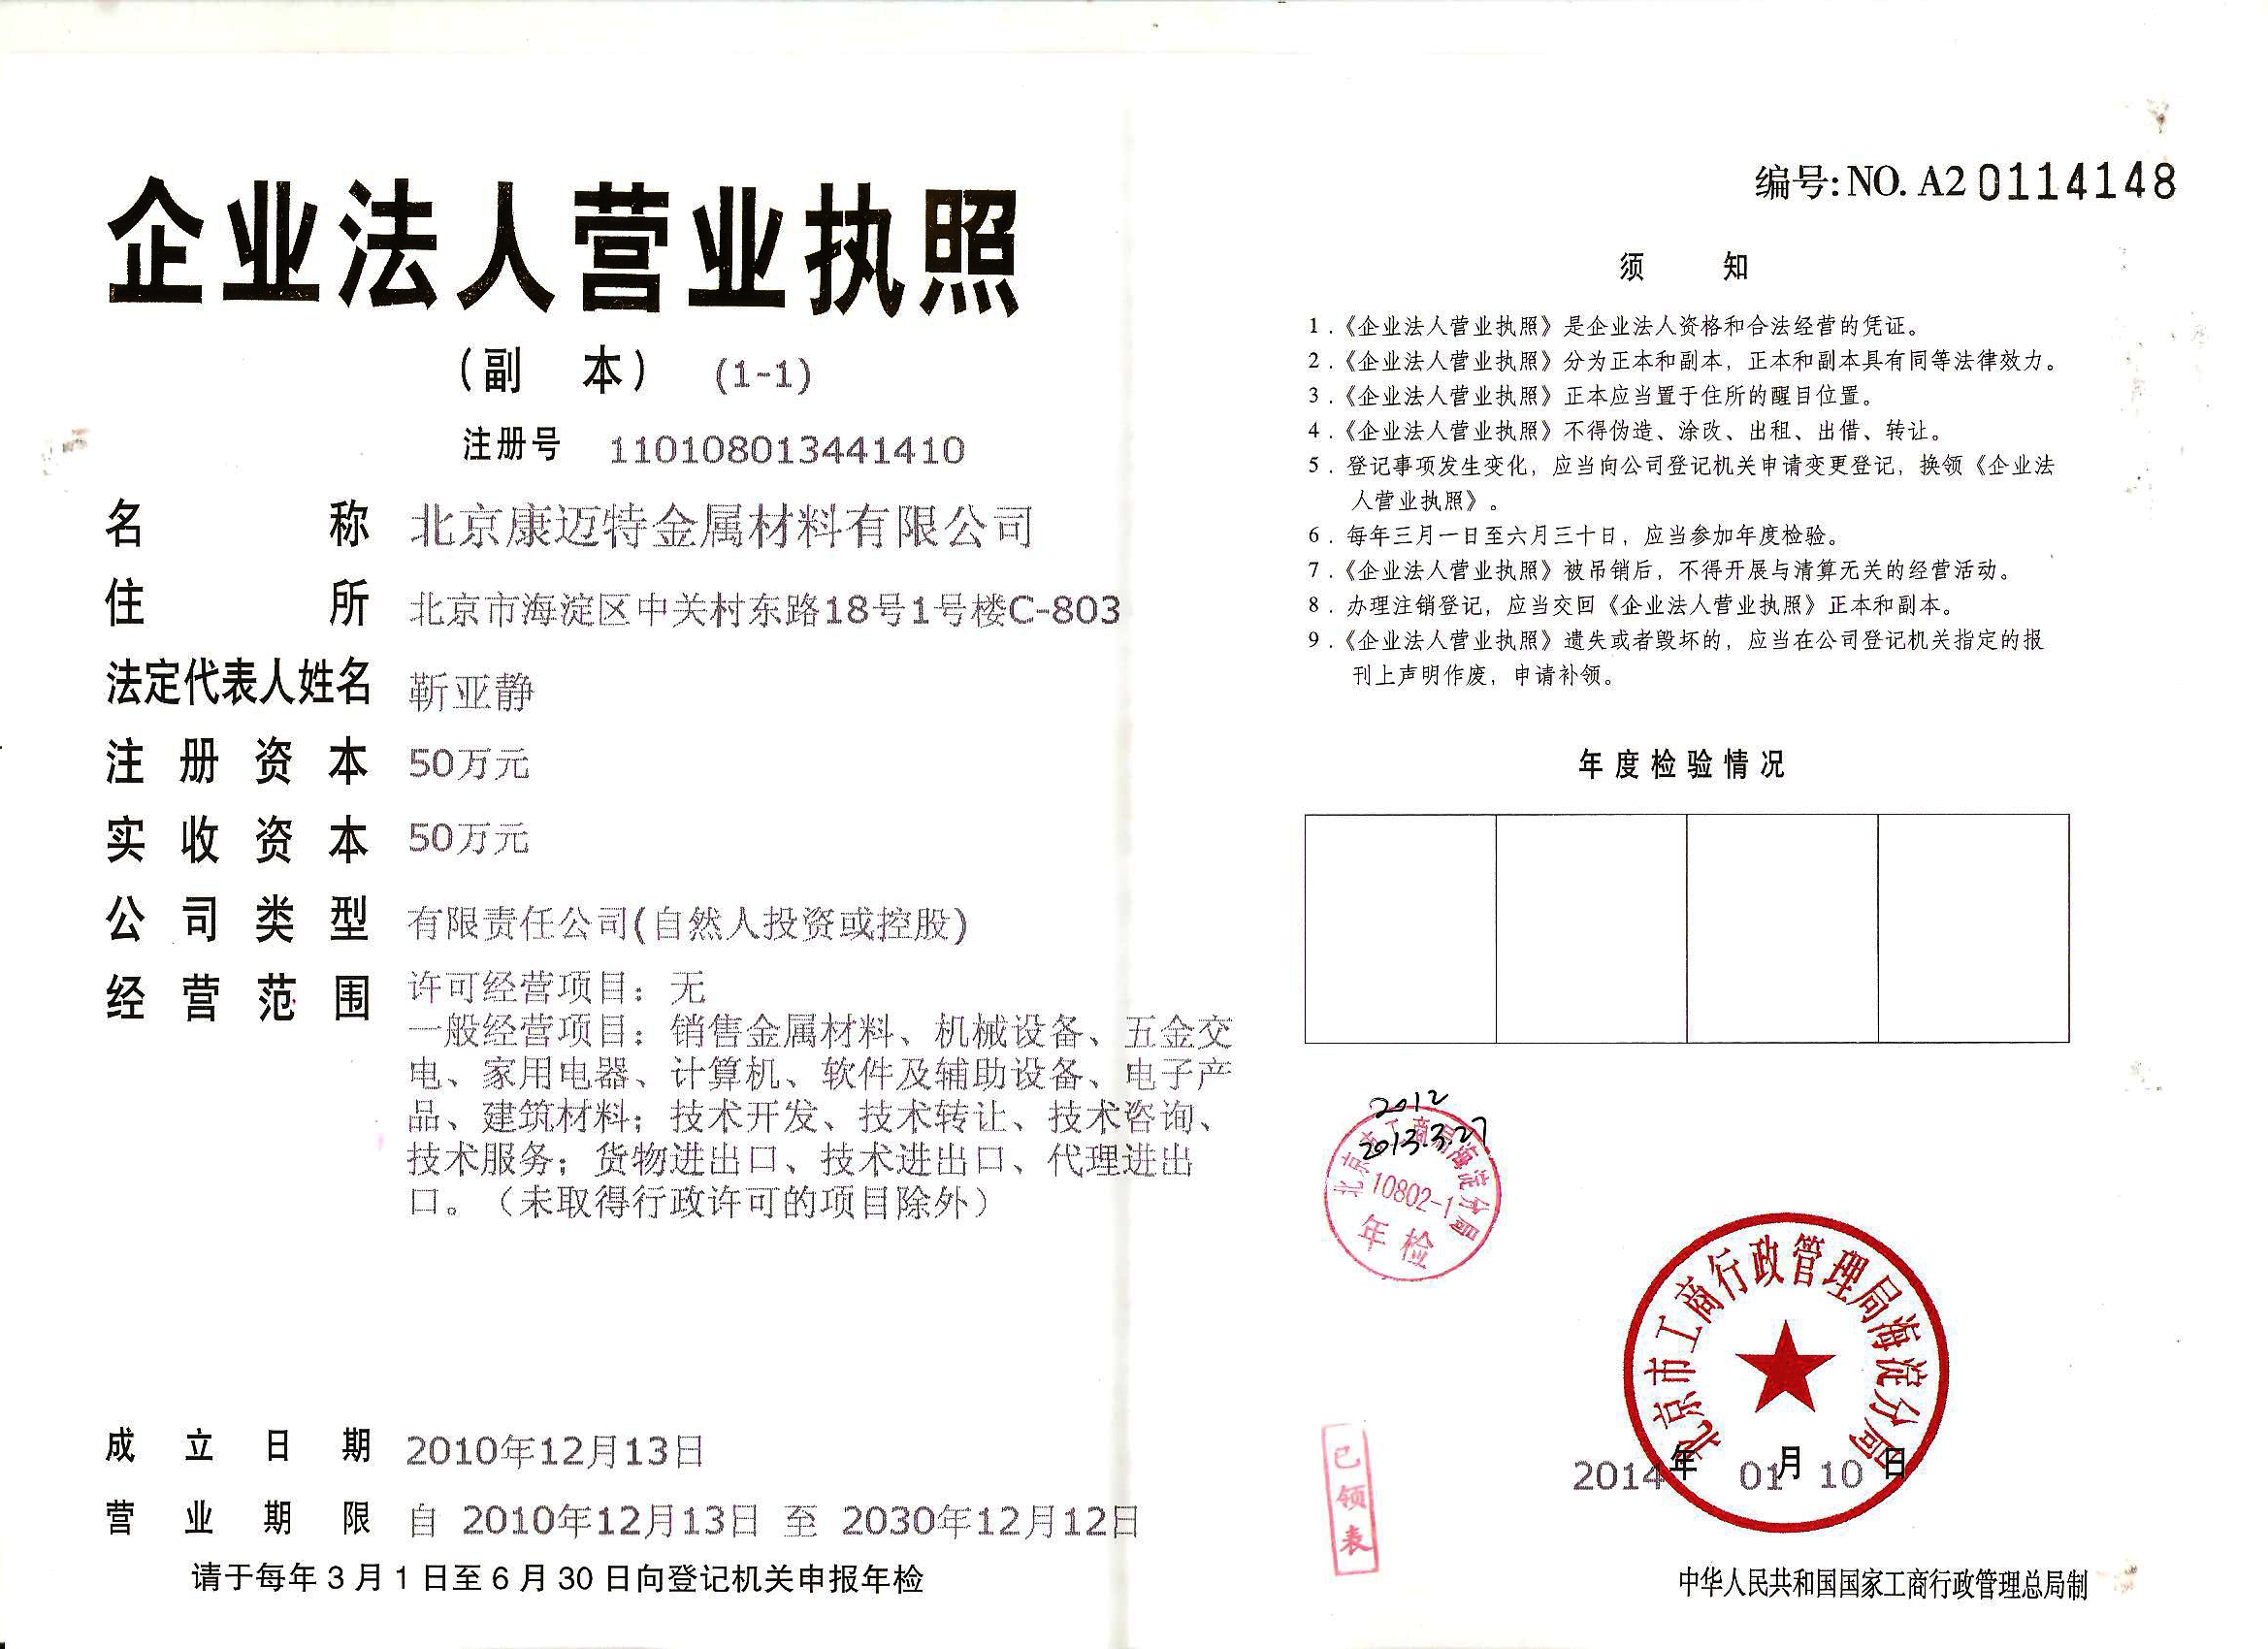 企业法人营业执照
（副 本） (1-1)
注册号 110108013441410
名称 北京康迈特金属材料有限公司
住所 北京市海淀区中关村东路18号1号楼C-803
法定代表人姓名 靳亚静
注册资本 50万元
实收资本 50万元
公司类型 有限责任公司(自然人投资或控股)
经营范围 许可经营项目：无
一般经营项目：销售金属材料、机械设备、五金交
电、家用电器、计算机、软件及辅助设备、电子产
品、建筑材料；技术开发、技术转让、技术咨询、
技术服务；货物进出口、技术进出口、代理进出
口。（未取得行政许可的项目除外）
成立日期 2010年12月13日
营业期限 自 2010年12月13日 至 2030年12月12日
请于每年3月1日至6月30日向登记机关申报年检
编号:NO. A2 0114148
须 知
1．《企业法人营业执照》是企业法人资格和合法经营的凭证。
2．《企业法人营业执照》分为正本和副本，正本和副本具有同等法律效力。
3．《企业法人营业执照》正本应当置于住所的醒目位置。
4．《企业法人营业执照》不得伪造、涂改、出租、出借、转让。
5．登记事项发生变化，应当向公司登记机关申请变更登记，换领《企业法
人营业执照》。
6．每年三月一日至六月三十日，应当参加年度检验。
7．《企业法人营业执照》被吊销后，不得开展与清算无关的经营活动。
8．办理注销登记，应当交回《企业法人营业执照》正本和副本。
9．《企业法人营业执照》遗失或者毁坏的，应当在公司登记机关指定的报
刊上声明作废，申请补领。
年度检验情况
2012
2013.3.27
北京市工商局海淀分局
10802-1
年检
北京市工商行政管理局海淀分局
2014年 01月 10日
已领表
中华人民共和国国家工商行政管理总局制